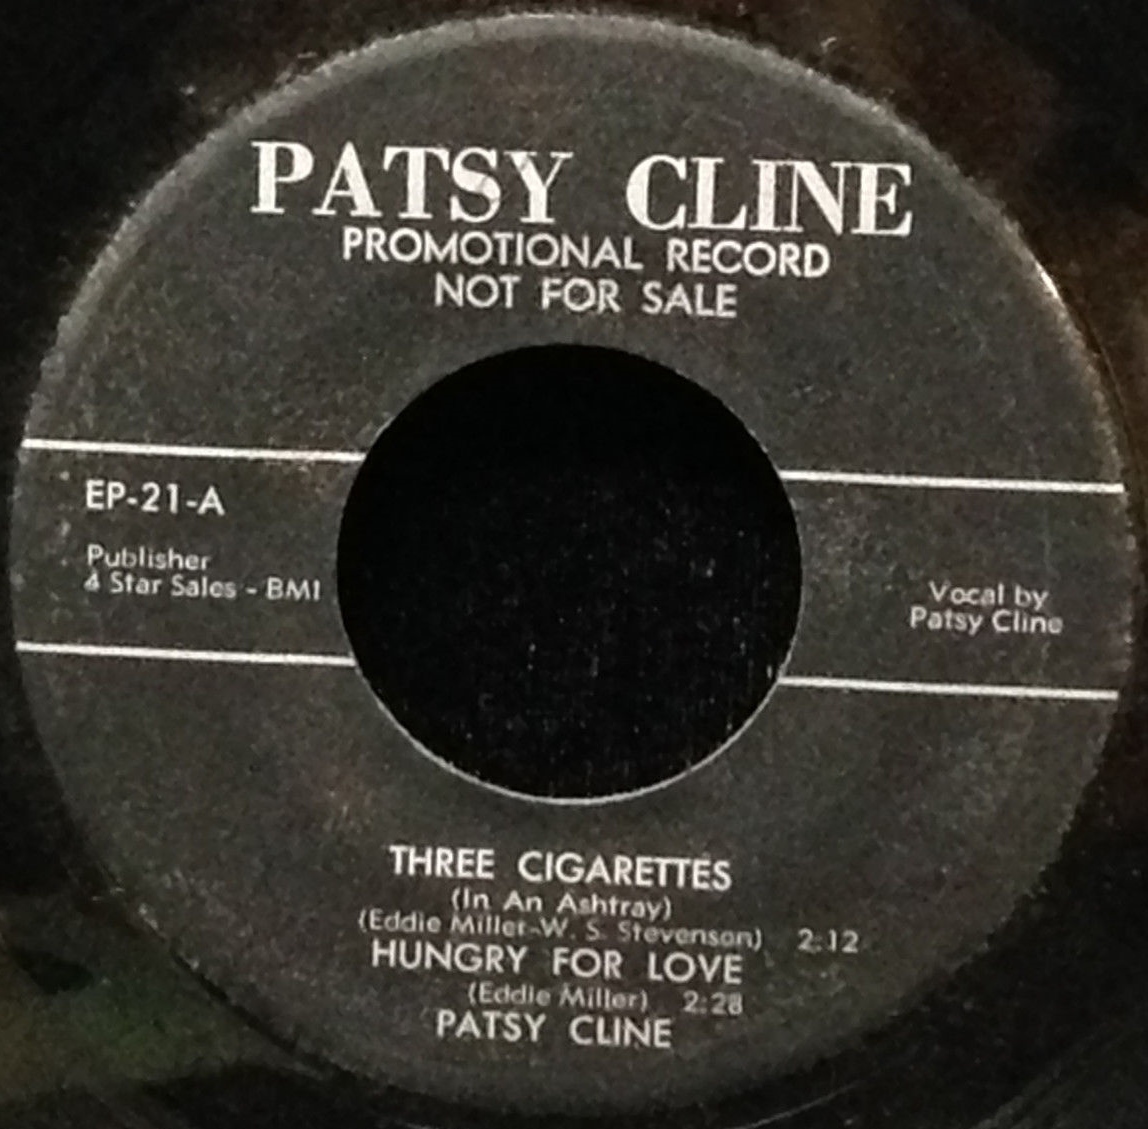 PATSY CLINE
PROMOTIONAL RECORD
NOT FOR SALE
EP-21-A
Publisher
4 Star Sales - BMI
Vocal by
Patsy Cline
THREE CIGARETTES
(In An Ashtray)
(Eddie Miller-W. S. Stevenson) 2:12
HUNGRY FOR LOVE
(Eddie Miller) 2:28
PATSY CLINE